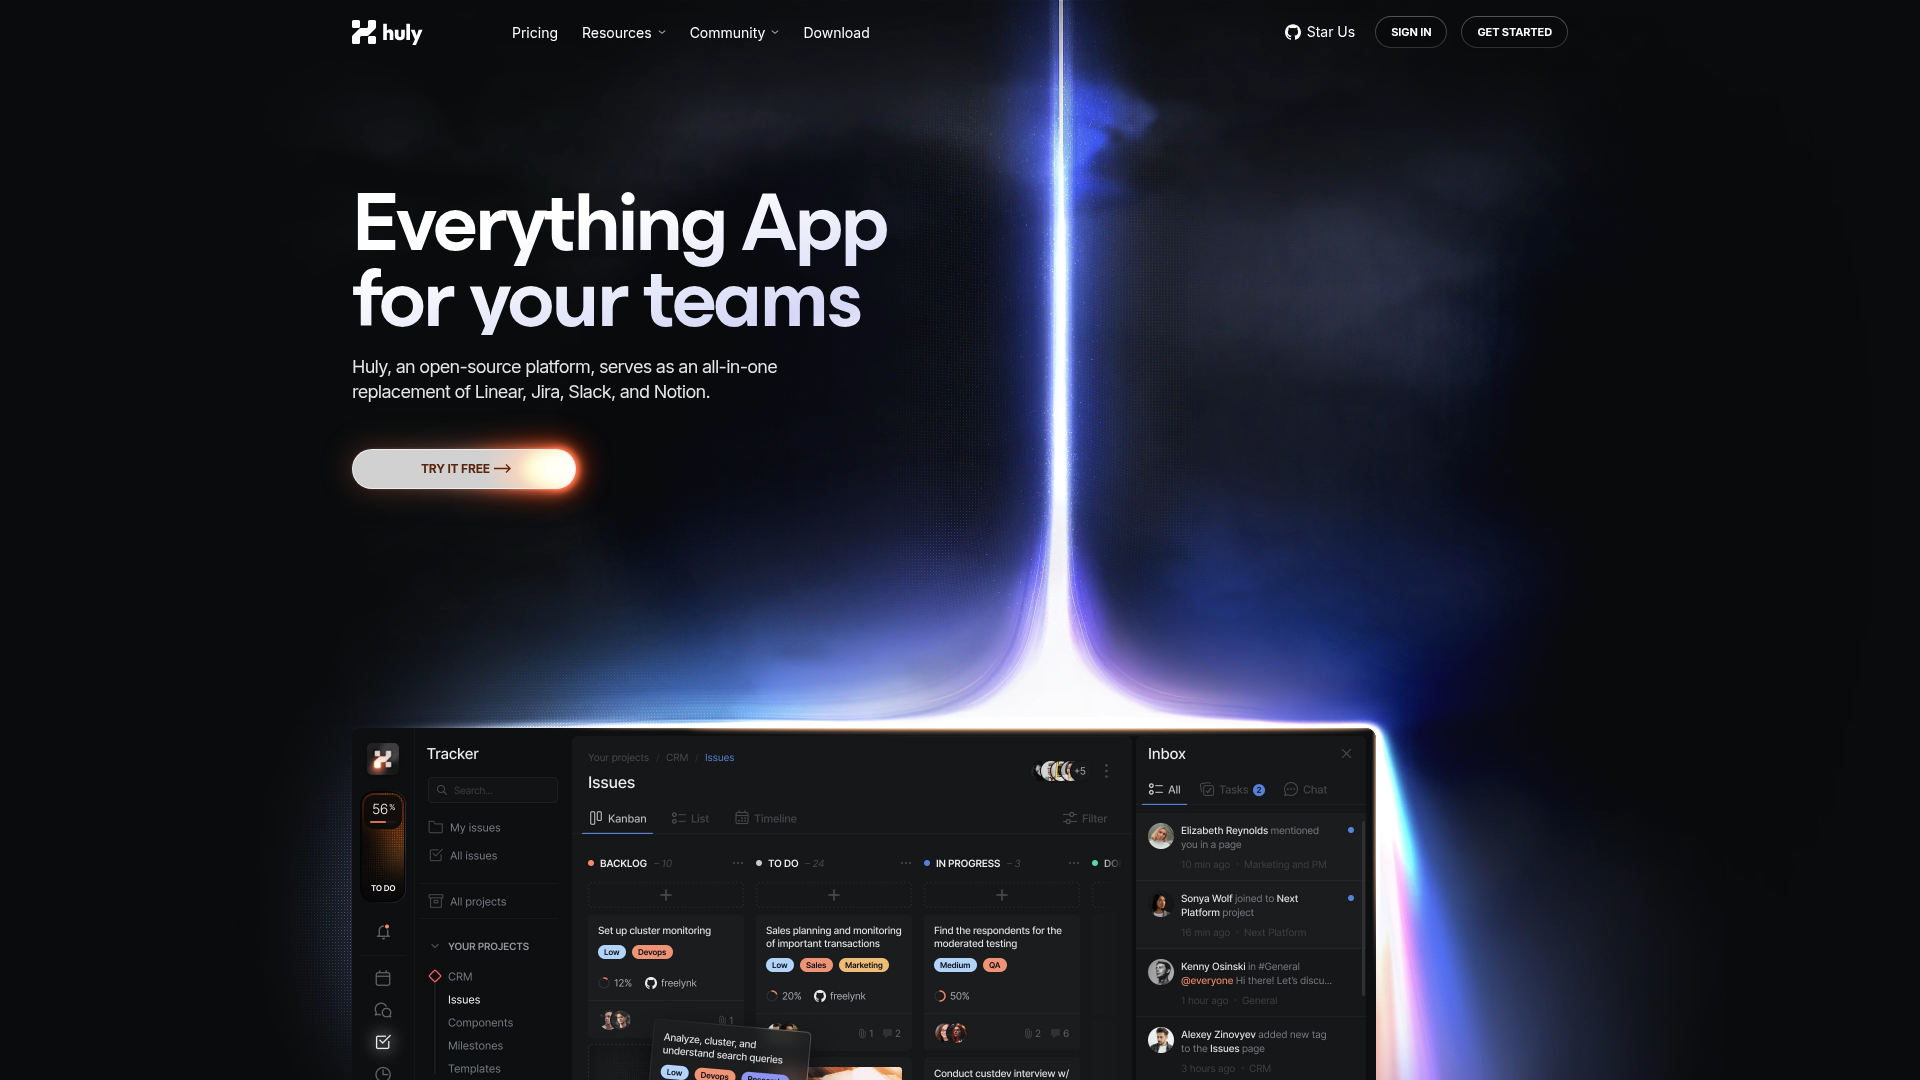 huly
Pricing
Resources
Community
Download
Star Us
SIGN IN
GET STARTED
Everything App
for your teams
Huly, an open-source platform, serves as an all-in-one
replacement of Linear, Jira, Slack, and Notion.
TRY IT FREE
56%
TO DO
Tracker
Search...
My issues
All issues
All projects
YOUR PROJECTS
CRM
Issues
Components
Milestones
Templates
Your projects / CRM / Issues
+5
Issues
Kanban
List
Timeline
Filter
BACKLOG – 10
Set up cluster monitoring
Low Devops
12% freelynk
1
Analyze, cluster, and
understand search queries
Low Devops
TO DO – 24
Sales planning and monitoring
of important transactions
Low Sales Marketing
20% freelynk
1 2
IN PROGRESS – 3
Find the respondents for the
moderated testing
Medium QA
50%
2 6
Conduct custdev interview w/
DO
Inbox
All
Tasks 2
Chat
Elizabeth Reynolds mentioned
you in a page
10 min ago · Marketing and PM
Sonya Wolf joined to Next
Platform project
16 min ago · Next Platform
Kenny Osinski in #General
@everyone Hi there! Let's discu...
1 hour ago · General
Alexey Zinovyev added new tag
to the Issues page
3 hours ago · CRM